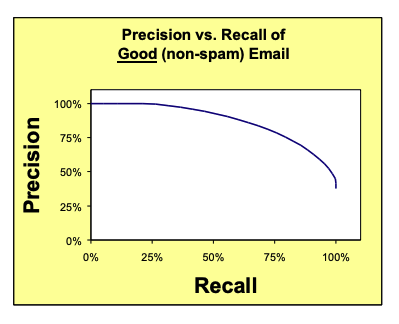 Precision vs. Recall of
Good (non-spam) Email
Precision
100%
75%
50%
25%
0%
0% 25% 50% 75% 100%
Recall